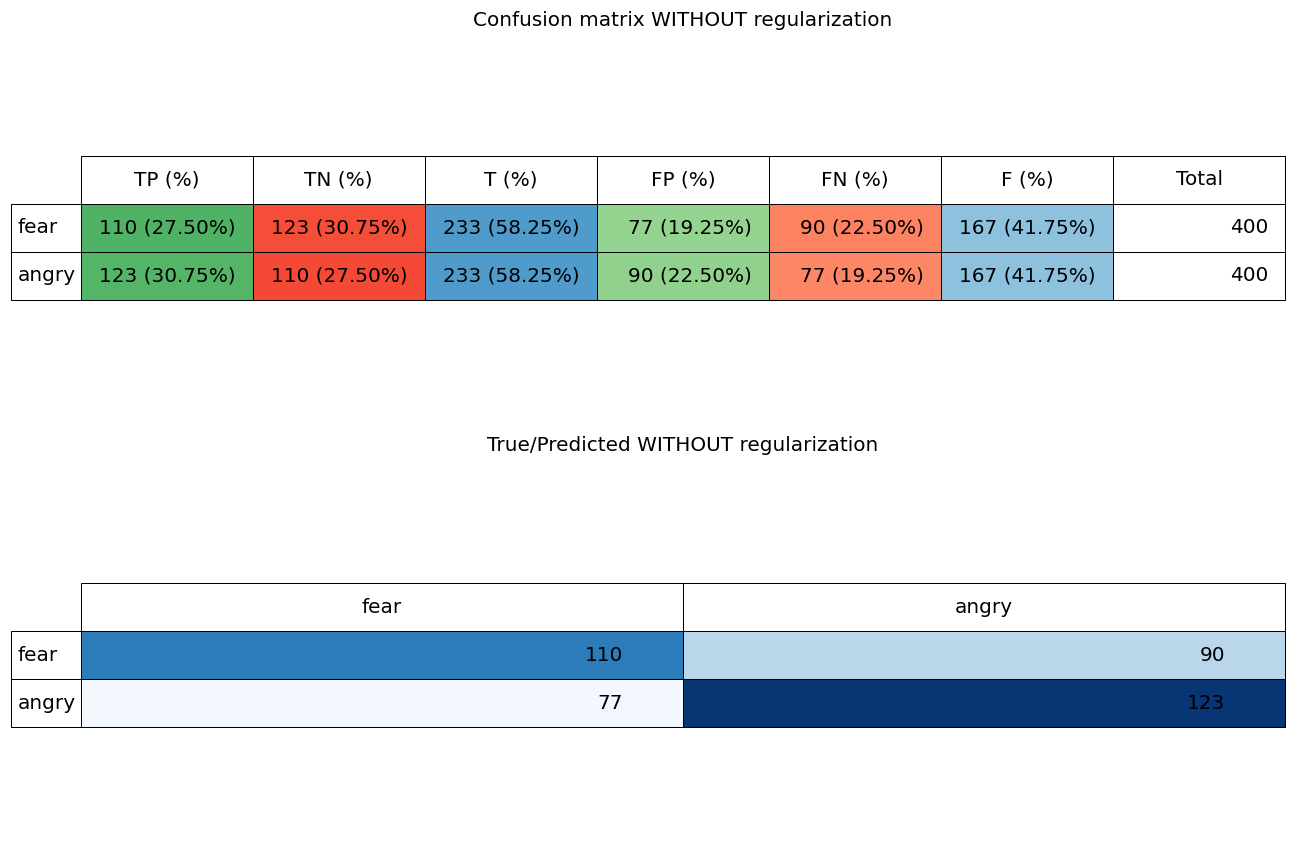 Confusion matrix WITHOUT regularization
TP (%) TN (%) T (%) FP (%) FN (%) F (%) Total
fear 110 (27.50%) 123 (30.75%) 233 (58.25%) 77 (19.25%) 90 (22.50%) 167 (41.75%) 400
angry 123 (30.75%) 110 (27.50%) 233 (58.25%) 90 (22.50%) 77 (19.25%) 167 (41.75%) 400
True/Predicted WITHOUT regularization
fear angry
fear 110 90
angry 77 123